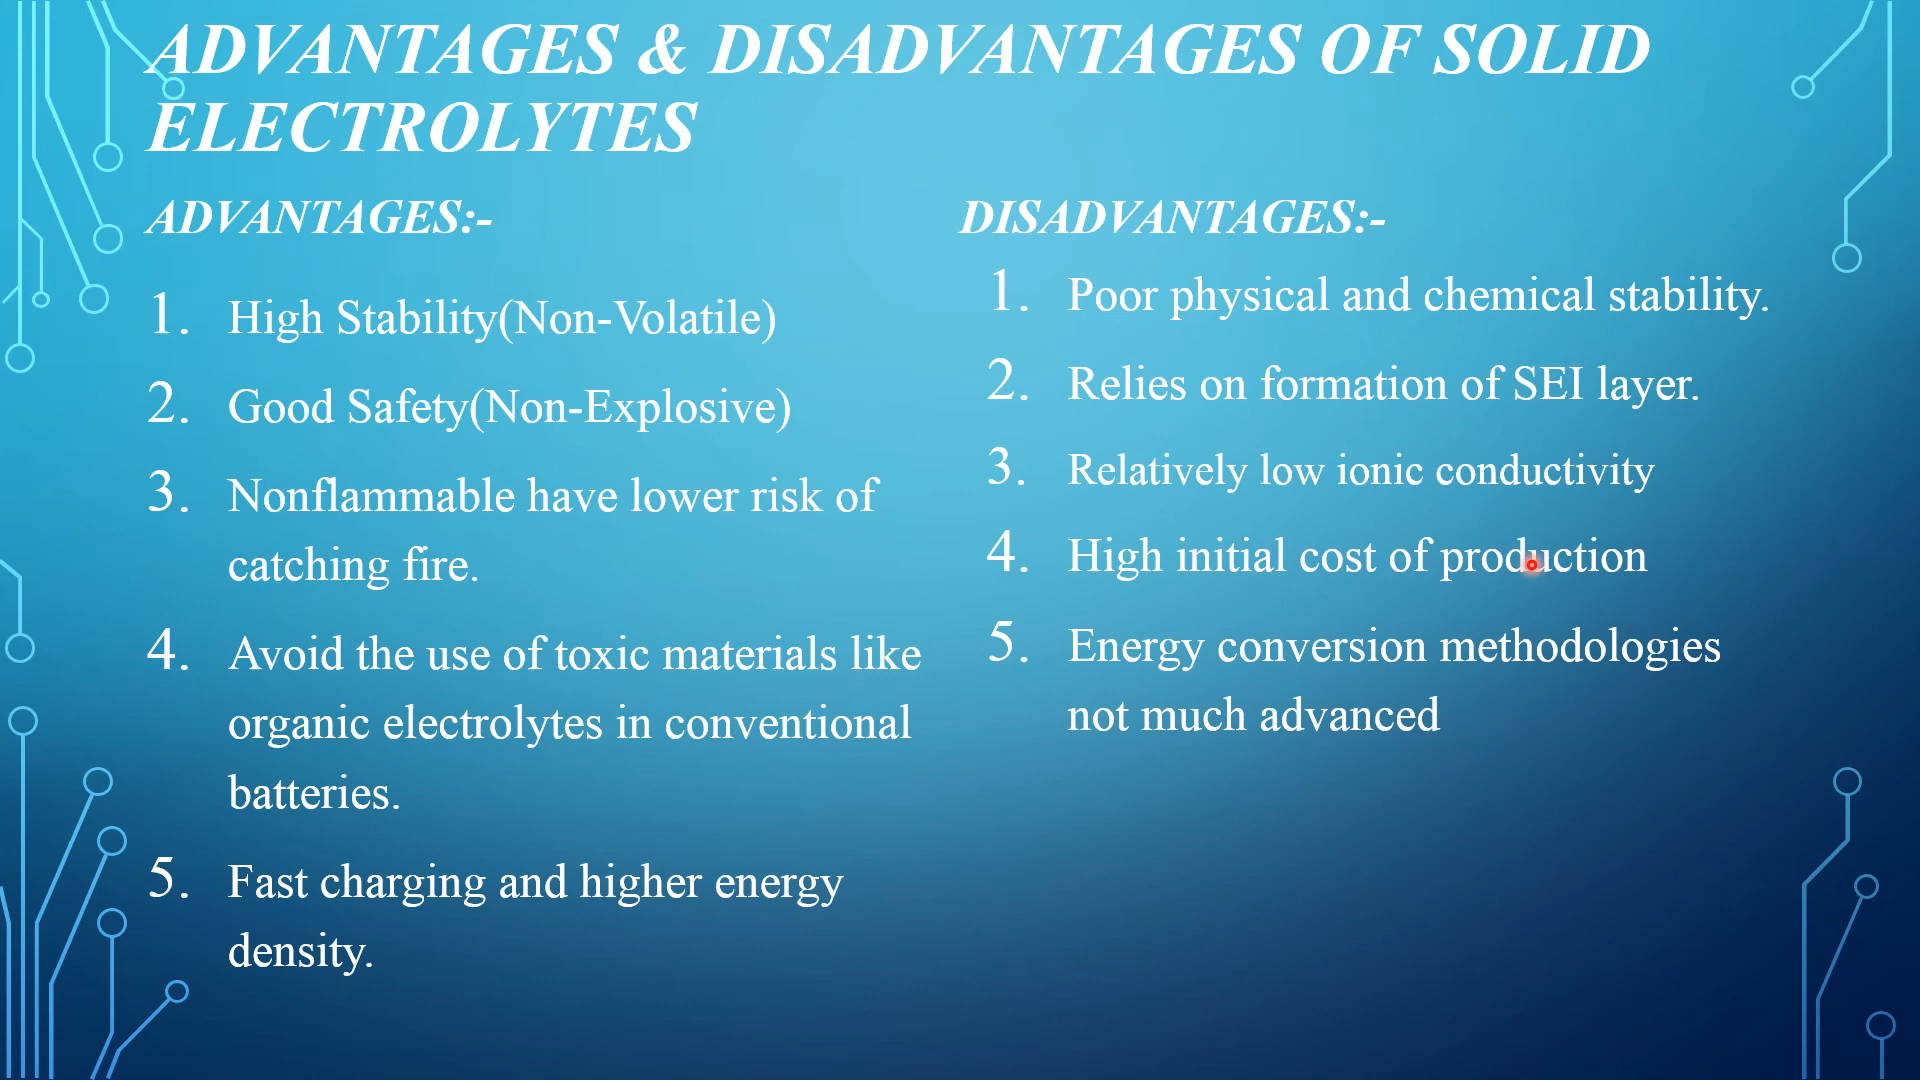 ADVANTAGES & DISADVANTAGES OF SOLID
ELECTROLYTES
ADVANTAGES:-
1. High Stability(Non-Volatile)
2. Good Safety(Non-Explosive)
3. Nonflammable have lower risk of
catching fire.
4. Avoid the use of toxic materials like
organic electrolytes in conventional
batteries.
5. Fast charging and higher energy
density.
DISADVANTAGES:-
1. Poor physical and chemical stability.
2. Relies on formation of SEI layer.
3. Relatively low ionic conductivity
4. High initial cost of production
5. Energy conversion methodologies
not much advanced